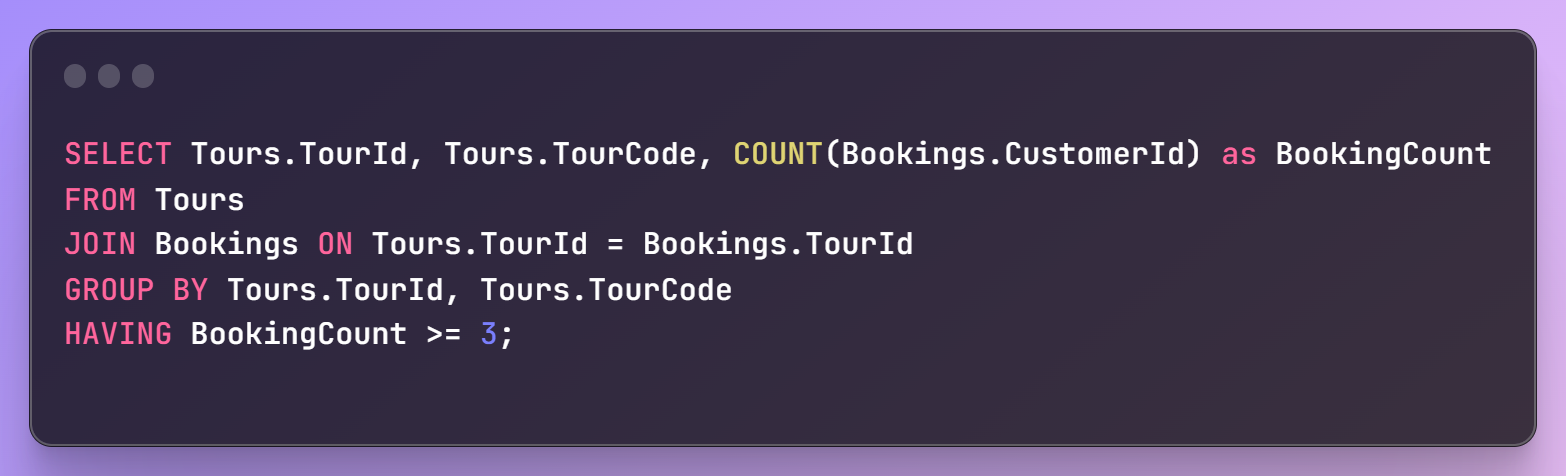 SELECT Tours.TourId, Tours.TourCode, COUNT(Bookings.CustomerId) as BookingCount
FROM Tours
JOIN Bookings ON Tours.TourId = Bookings.TourId
GROUP BY Tours.TourId, Tours.TourCode
HAVING BookingCount >= 3;